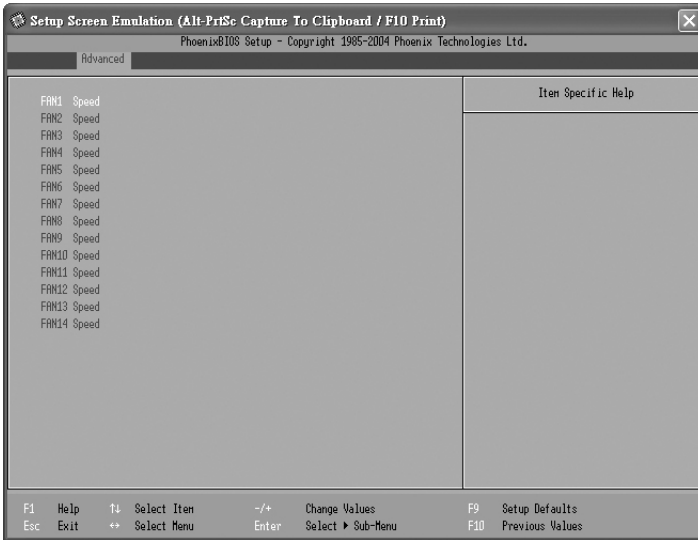 Setup Screen Emulation (Alt-PrtSc Capture To Clipboard / F10 Print)
PhoenixBIOS Setup - Copyright 1985-2004 Phoenix Technologies Ltd.
Advanced
Item Specific Help
FAN1 Speed
FAN2 Speed
FAN3 Speed
FAN4 Speed
FAN5 Speed
FAN6 Speed
FAN7 Speed
FAN8 Speed
FAN9 Speed
FAN10 Speed
FAN11 Speed
FAN12 Speed
FAN13 Speed
FAN14 Speed
F1 Help ↑↓ Select Item -/+ Change Values F9 Setup Defaults
Esc Exit ↔ Select Menu Enter Select ▶ Sub-Menu F10 Previous Values